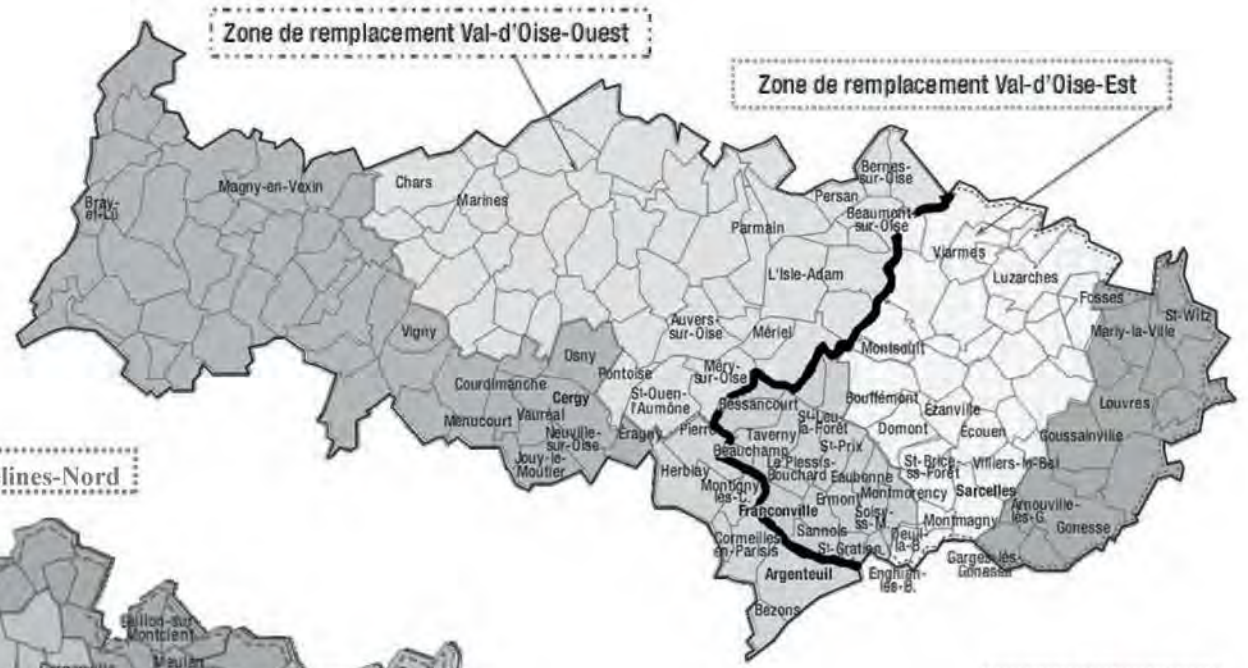 Zone de remplacement Val-d'Oise-Ouest
Zone de remplacement Val-d'Oise-Est
Bernes-
sur-Oise
Persan
Beaumont-
sur-Oise
Magny-en-Vexin
Chars
Marines
Bray-
et-Lû
Parmain
Viarmes
L'Isle-Adam
Luzarches
Fosses
St-Witz
Marly-la-Ville
Vigny
Auvers-
sur-Oise
Mériel
Montsoult
Osny
Pontoise
Méry-
sur-Oise
Courdimanche
Cergy
St-Ouen-
l'Aumône
Bessancourt
Bouffémont
Ezanville
Louvres
Menucourt
Vauréal
Neuville-
sur-Oise
Eragny
Pierre
Taverny
St-Leu-
la-Forêt
Domont
Écouen
Goussainville
Jouy-le-
Moutier
Beauchamp
St-Prix
Herblay
Le Plessis-
Bouchard
Eaubonne
St-Brice-
ss-Forêt
Villiers-le-Bel
Montigny
les-C.
Ermont
Montmorency
Sarcelles
Arnouville-
les-G.
Franconville
Soisy-
ss-M.
Montmagny
Gonesse
Sannois
Deuil-
la-B.
Cormeilles
en-Parisis
St-Gratien
Garges-lès-
Gonesse
Argenteuil
Enghien-
les-B.
Bezons
lines-Nord
Montcient
Meulan